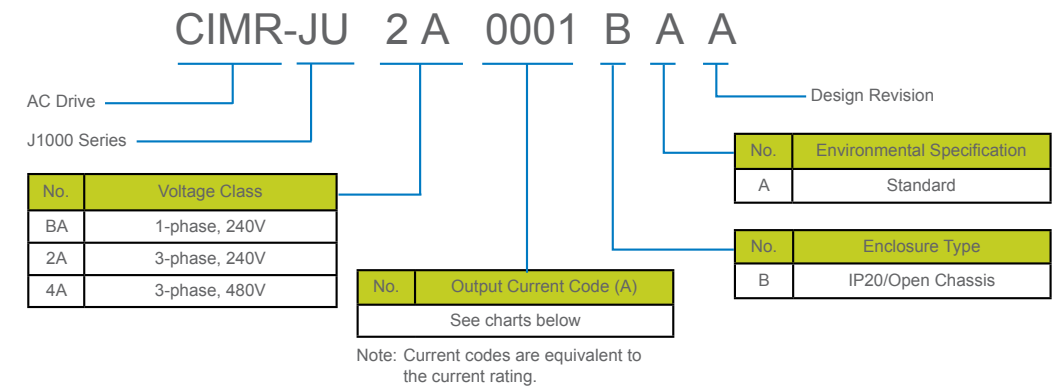 CIMR-JU 2 A 0001 B A A
AC Drive
Design Revision
J1000 Series
No. Environmental Specification
A Standard
No. Voltage Class
BA 1-phase, 240V
2A 3-phase, 240V
4A 3-phase, 480V
No. Enclosure Type
B IP20/Open Chassis
No. Output Current Code (A)
See charts below
Note: Current codes are equivalent to
the current rating.